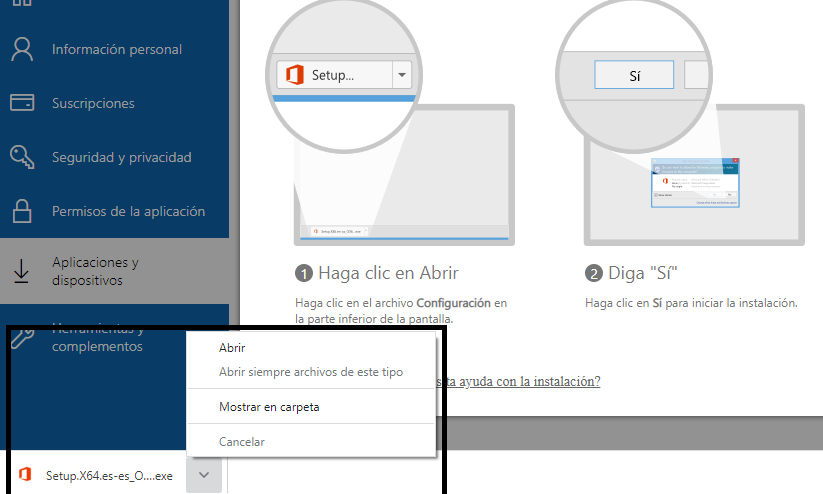 Información personal
Suscripciones
Seguridad y privacidad
Permisos de la aplicación
Aplicaciones y
dispositivos
Herramientas y
complementos
Setup...
Sí
Setup.X64.es-es_O....exe
1 Haga clic en Abrir
Haga clic en el archivo Configuración en
la parte inferior de la pantalla.
2 Diga "Sí"
Haga clic en Sí para iniciar la instalación.
ayuda con la instalación?
Abrir
Abrir siempre archivos de este tipo
Mostrar en carpeta
Cancelar